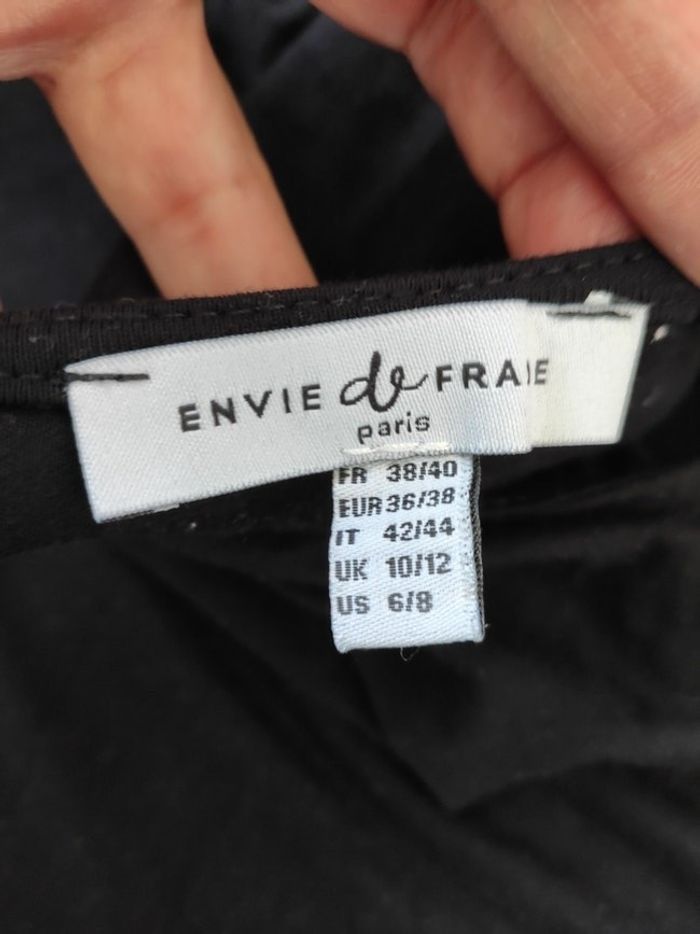 ENVIE de FRAIE
paris
FR 38/40
EUR 36/38
IT 42/44
UK 10/12
US 6/8